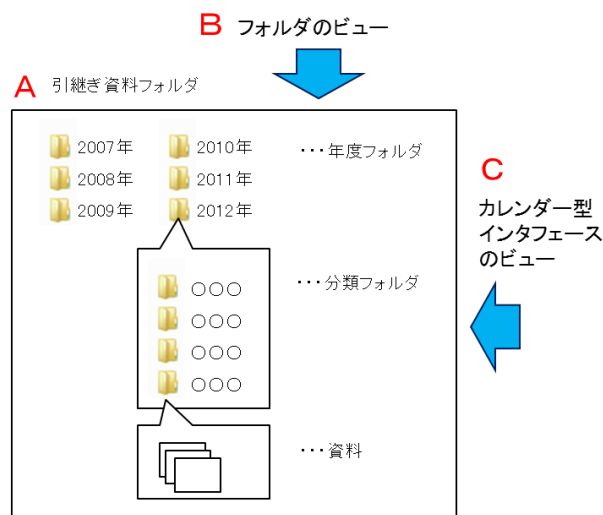 B フォルダのビュー
A 引継ぎ資料フォルダ
2007年 2010年 ・・・年度フォルダ
2008年 2011年
2009年 2012年
C
カレンダー型
インタフェース
のビュー
○○○ ・・・分類フォルダ
○○○
○○○
○○○
・・・資料